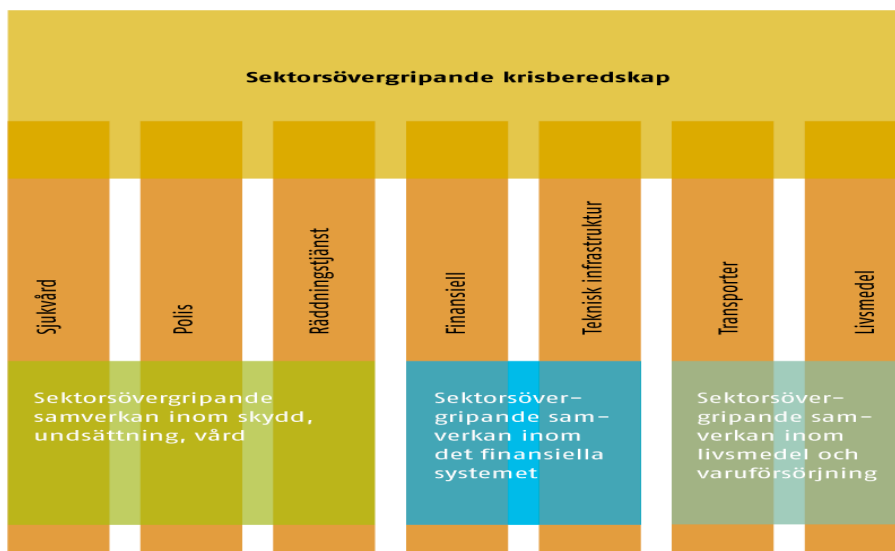 Sektorsövergripande krisberedskap
Sjukvård
Polis
Räddningstjänst
Finansiell
Teknisk infrastruktur
Transporter
Livsmedel
Sektorsövergripande
samverkan inom skydd,
undsättning, vård
Sektorsöver–
gripande sam–
verkan inom
det finansiella
systemet
Sektorsöver–
gripande sam–
verkan inom
livsmedel och
varuförsörjning